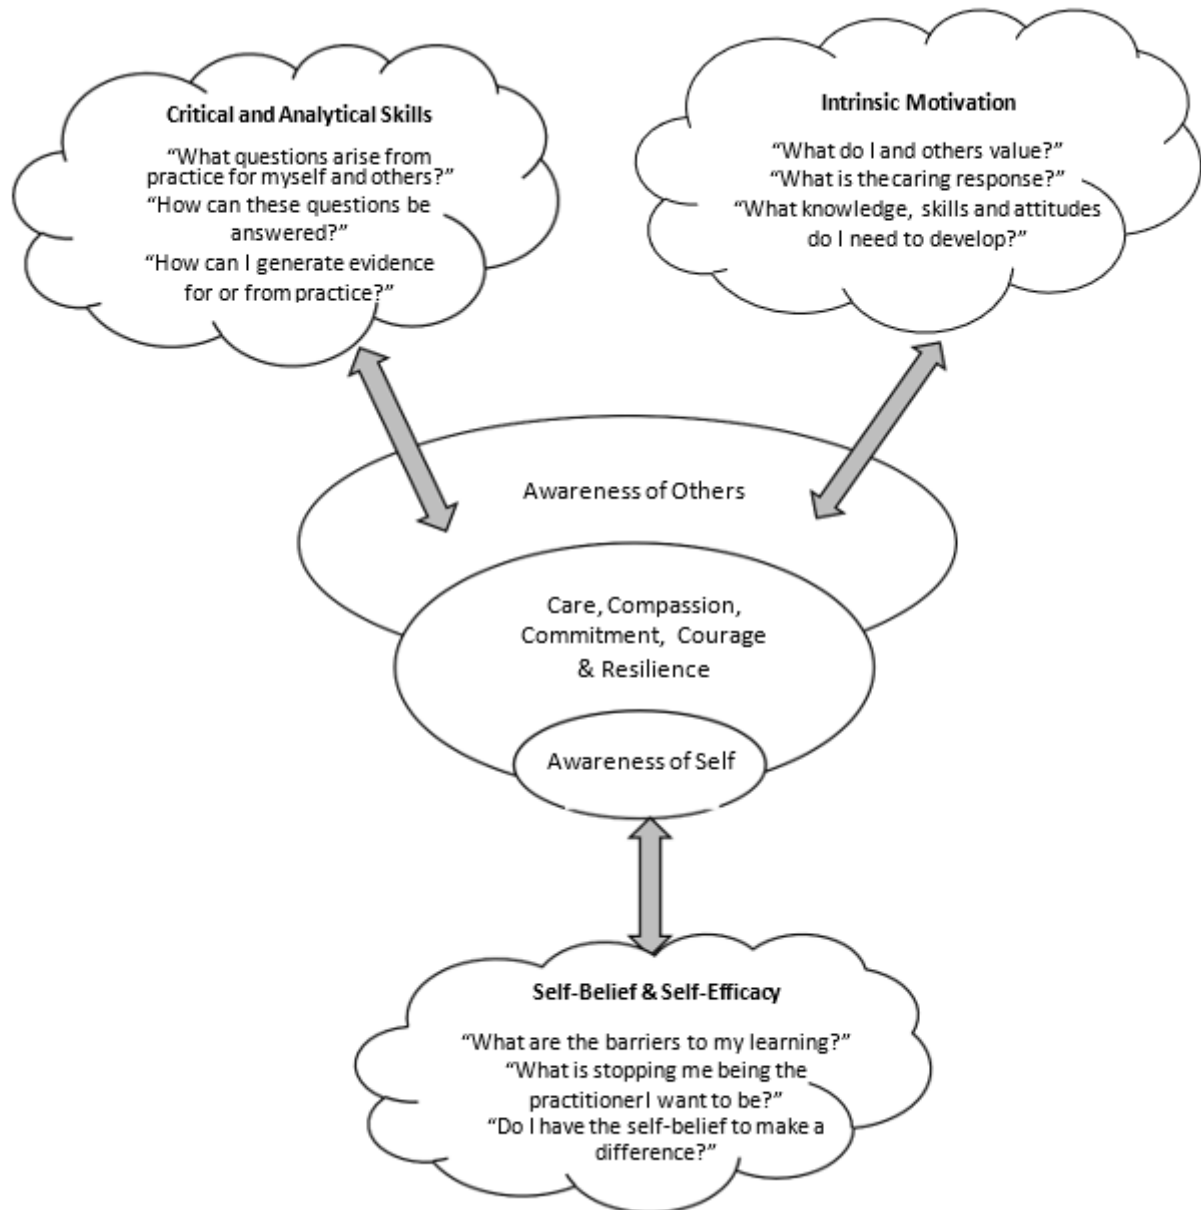 Critical and Analytical Skills
“What questions arise from
practice for myself and others?”
“How can these questions be
answered?”
“How can I generate evidence
for or from practice?”
Intrinsic Motivation
“What do I and others value?”
“What is the caring response?”
“What knowledge, skills and attitudes
do I need to develop?”
Awareness of Others
Care, Compassion,
Commitment, Courage
& Resilience
Awareness of Self
Self-Belief & Self-Efficacy
“What are the barriers to my learning?”
“What is stopping me being the
practitioner I want to be?”
“Do I have the self-belief to make a
difference?”